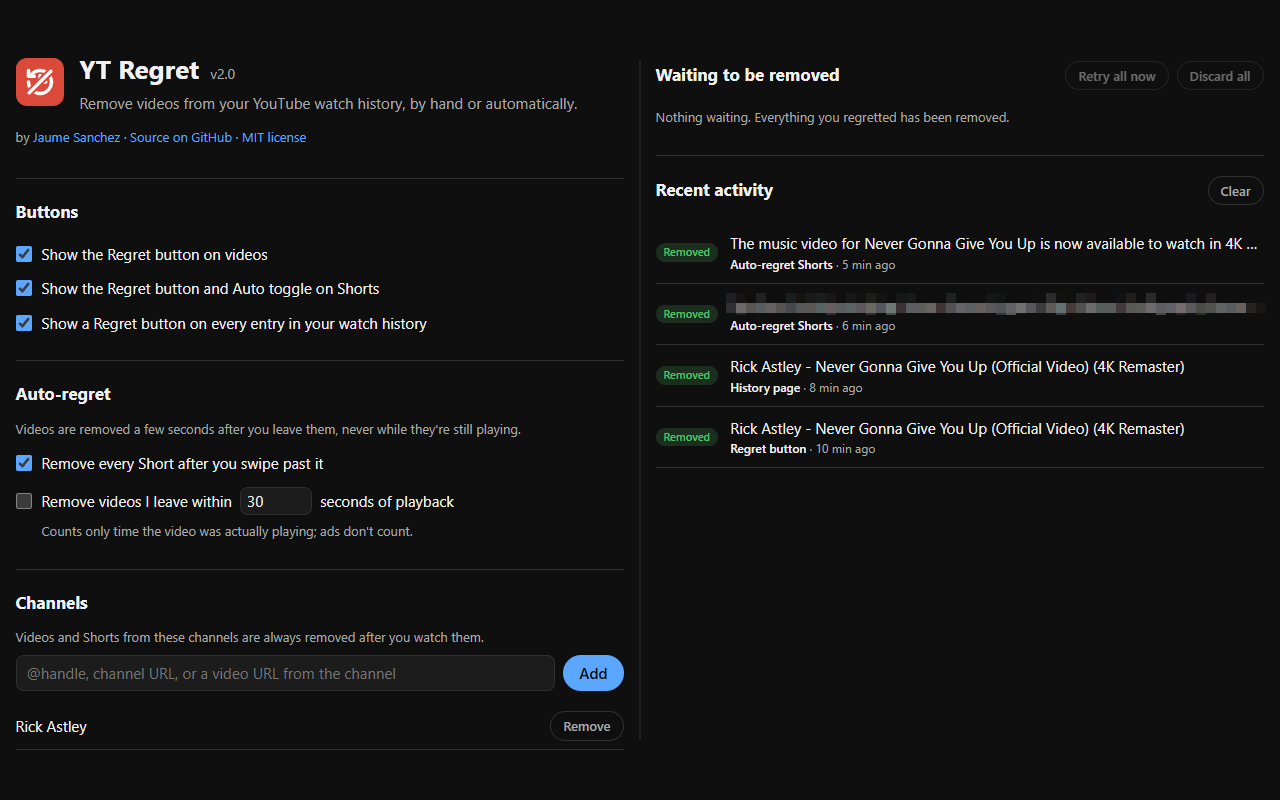 YT Regret v2.0
Remove videos from your YouTube watch history, by hand or automatically.
by Jaume Sanchez · Source on GitHub · MIT license
Buttons
Show the Regret button on videos
Show the Regret button and Auto toggle on Shorts
Show a Regret button on every entry in your watch history
Auto-regret
Videos are removed a few seconds after you leave them, never while they're still playing.
Remove every Short after you swipe past it
Remove videos I leave within 30 seconds of playback
Counts only time the video was actually playing; ads don't count.
Channels
Videos and Shorts from these channels are always removed after you watch them.
@handle, channel URL, or a video URL from the channel Add
Rick Astley Remove
Waiting to be removed Retry all now Discard all
Nothing waiting. Everything you regretted has been removed.
Recent activity Clear
Removed The music video for Never Gonna Give You Up is now available to watch in 4K ...
Auto-regret Shorts · 5 min ago
Removed
Auto-regret Shorts · 6 min ago
Removed Rick Astley - Never Gonna Give You Up (Official Video) (4K Remaster)
History page · 8 min ago
Removed Rick Astley - Never Gonna Give You Up (Official Video) (4K Remaster)
Regret button · 10 min ago